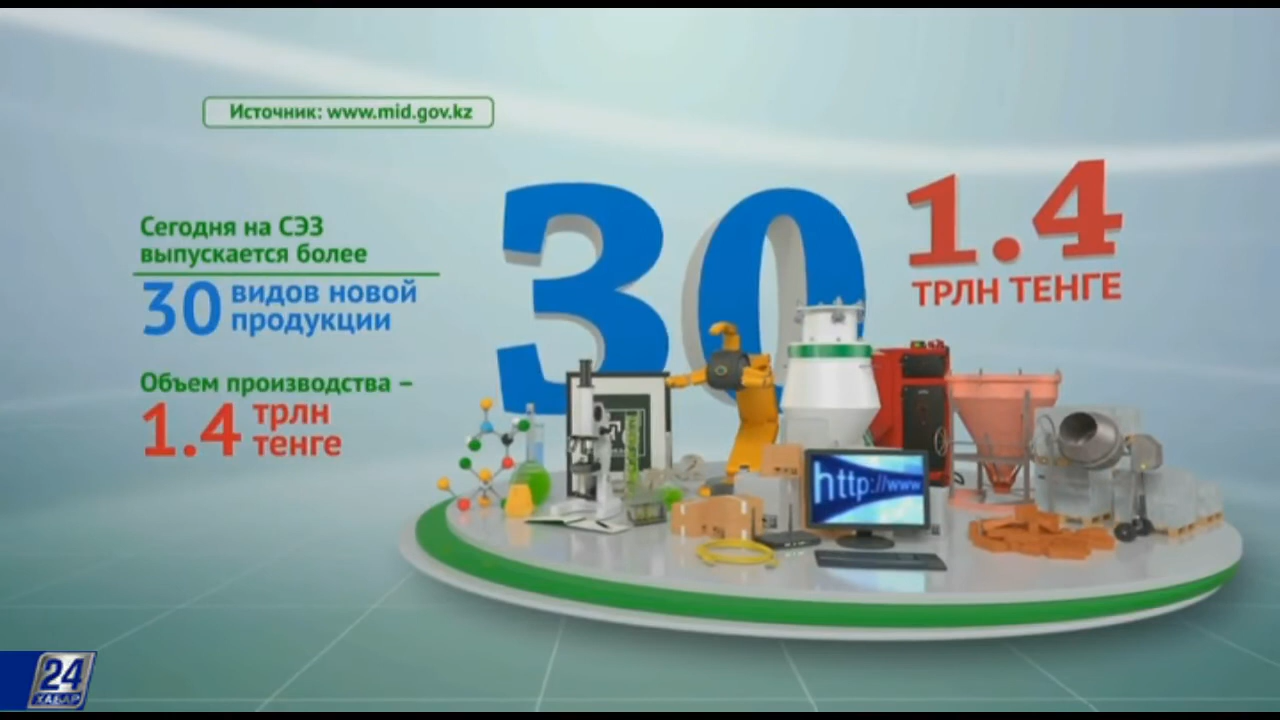 Источник: www.mid.gov.kz
Сегодня на СЭЗ
выпускается более
30 видов новой
продукции
Объем производства –
1.4 трлн
тенге
30
1.4
ТРЛН ТЕНГЕ
http://www
24
ХАБАР